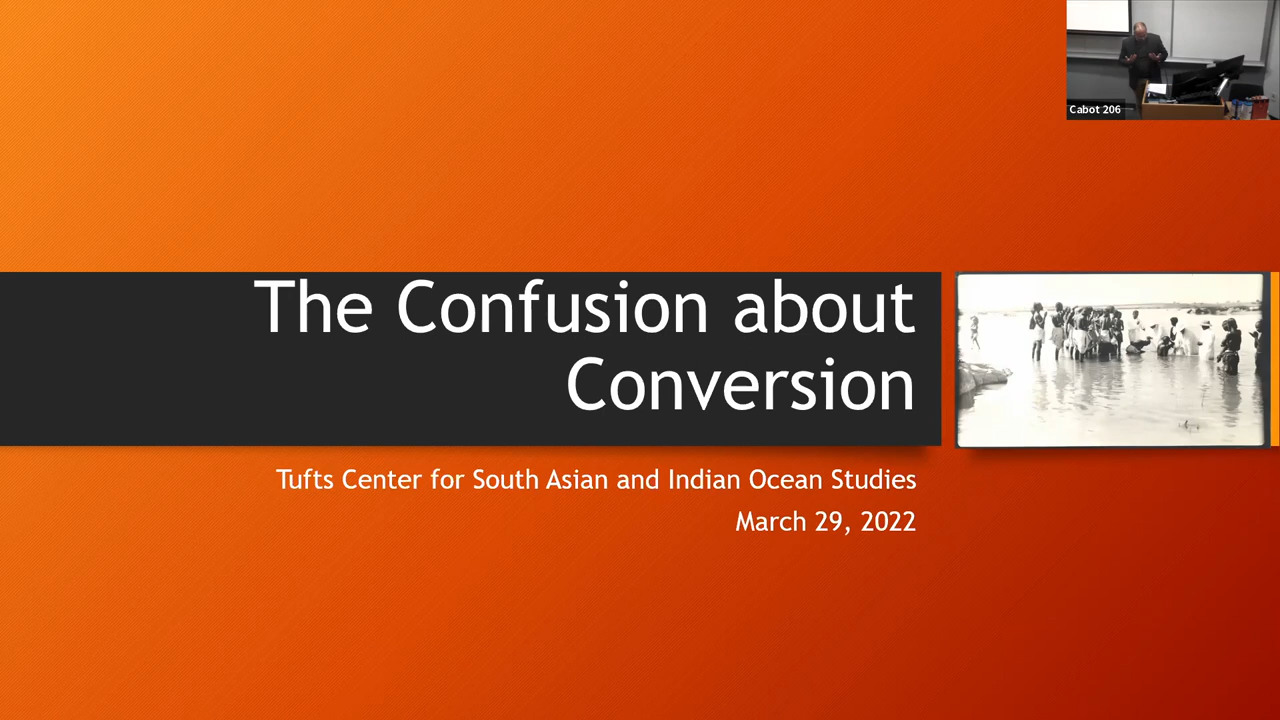 Cabot 206
The Confusion about
Conversion
Tufts Center for South Asian and Indian Ocean Studies
March 29, 2022